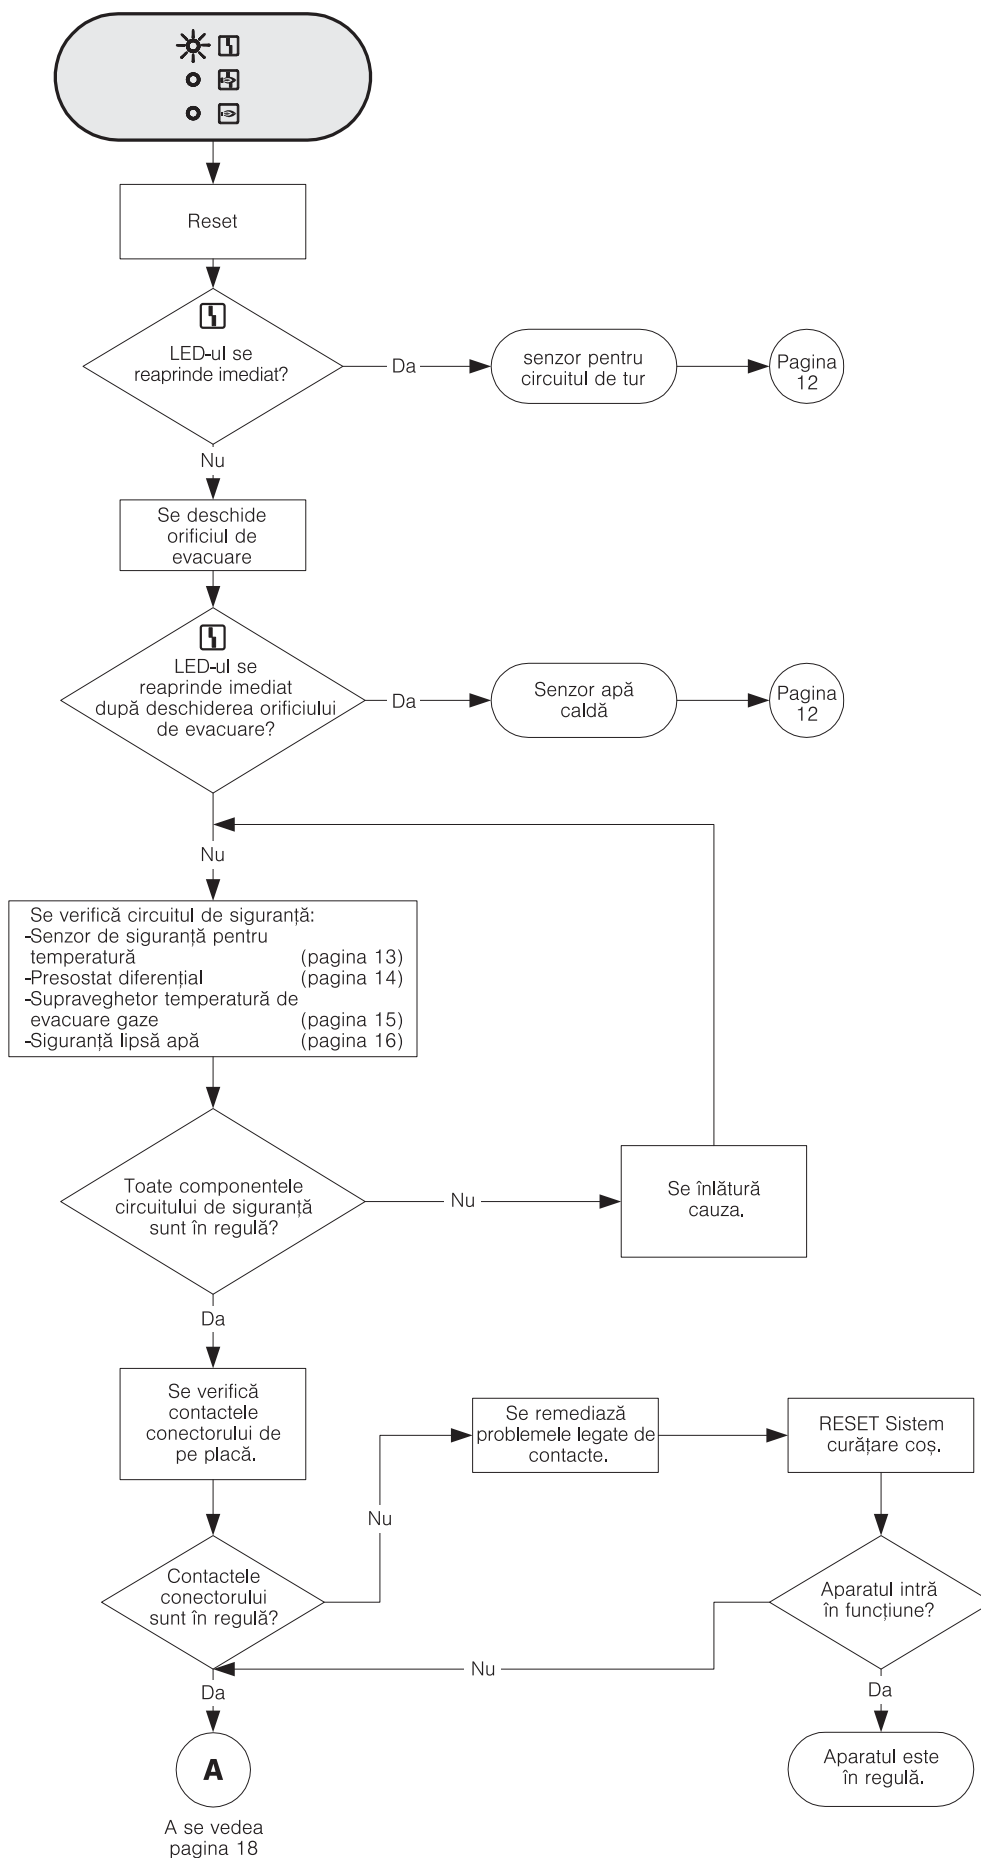 Reset
LED-ul se
reaprinde imediat?
Da
senzor pentru
circuitul de tur
Pagina
12
Nu
Se deschide
orificiul de
evacuare
LED-ul se
reaprinde imediat
după deschiderea orificiului
de evacuare?
Da
Senzor apă
caldă
Pagina
12
Nu
Se verifică circuitul de siguranță:
-Senzor de siguranță pentru
temperatură (pagina 13)
-Presostat diferențial (pagina 14)
-Supraveghetor temperatură de
evacuare gaze (pagina 15)
-Siguranță lipsă apă (pagina 16)
Toate componentele
circuitului de siguranță
sunt în regulă?
Nu
Se înlătură
cauza.
Da
Se verifică
contactele
conectorului de
pe placă.
Se remediază
problemele legate de
contacte.
RESET Sistem
curățare coș.
Nu
Contactele
conectorului
sunt în regulă?
Aparatul intră
în funcțiune?
Nu
Da
Da
A
Aparatul este
în regulă.
A se vedea
pagina 18